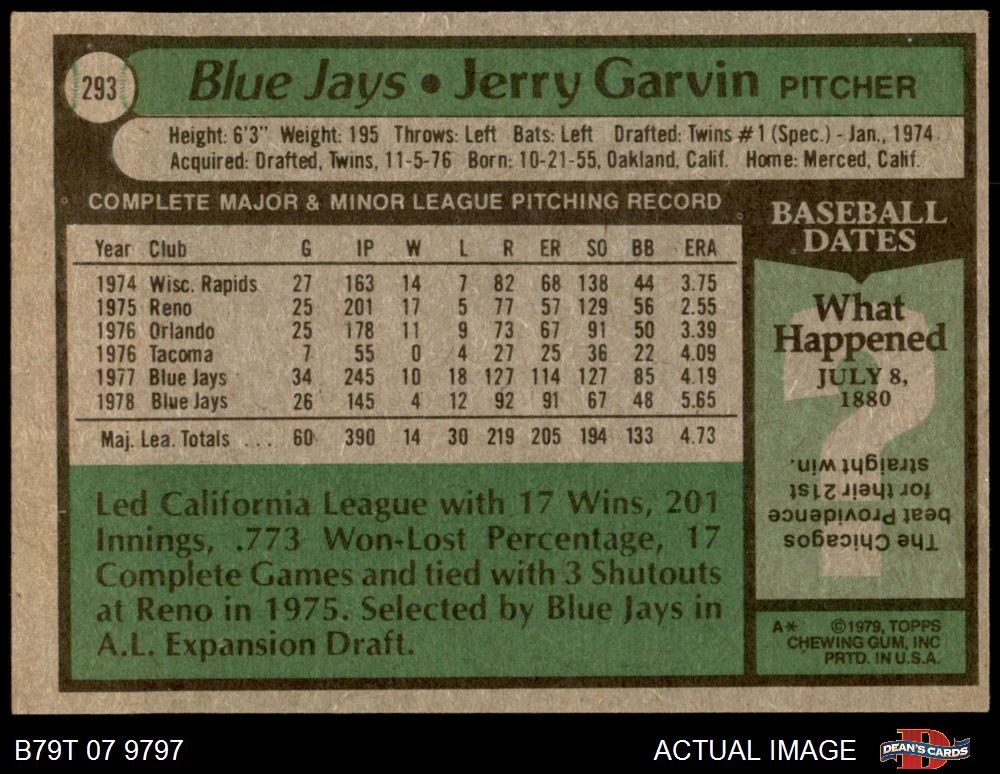 293
Blue Jays • Jerry Garvin PITCHER
Height: 6'3" Weight: 195 Throws: Left Bats: Left Drafted: Twins #1 (Spec.) - Jan., 1974
Acquired: Drafted, Twins, 11-5-76 Born: 10-21-55, Oakland, Calif. Home: Merced, Calif.
COMPLETE MAJOR & MINOR LEAGUE PITCHING RECORD
Year Club G IP W L R ER SO BB ERA
1974 Wisc. Rapids 27 163 14 7 82 68 138 44 3.75
1975 Reno 25 201 17 5 77 57 129 56 2.55
1976 Orlando 25 178 11 9 73 67 91 50 3.39
1976 Tacoma 7 55 0 4 27 25 36 22 4.09
1977 Blue Jays 34 245 10 18 127 114 127 85 4.19
1978 Blue Jays 26 145 4 12 92 91 67 48 5.65
Maj. Lea. Totals ... 60 390 14 30 219 205 194 133 4.73
Led California League with 17 Wins, 201
Innings, .773 Won-Lost Percentage, 17
Complete Games and tied with 3 Shutouts
at Reno in 1975. Selected by Blue Jays in
A.L. Expansion Draft.
BASEBALL
DATES
What
Happened
JULY 8,
1880
?
The Chicagos
beat Providence
for their 21st
straight win.
A* ©1979, TOPPS
CHEWING GUM, INC
PRTD. IN U.S.A.
B79T 07 9797
ACTUAL IMAGE
DEAN'S CARDS